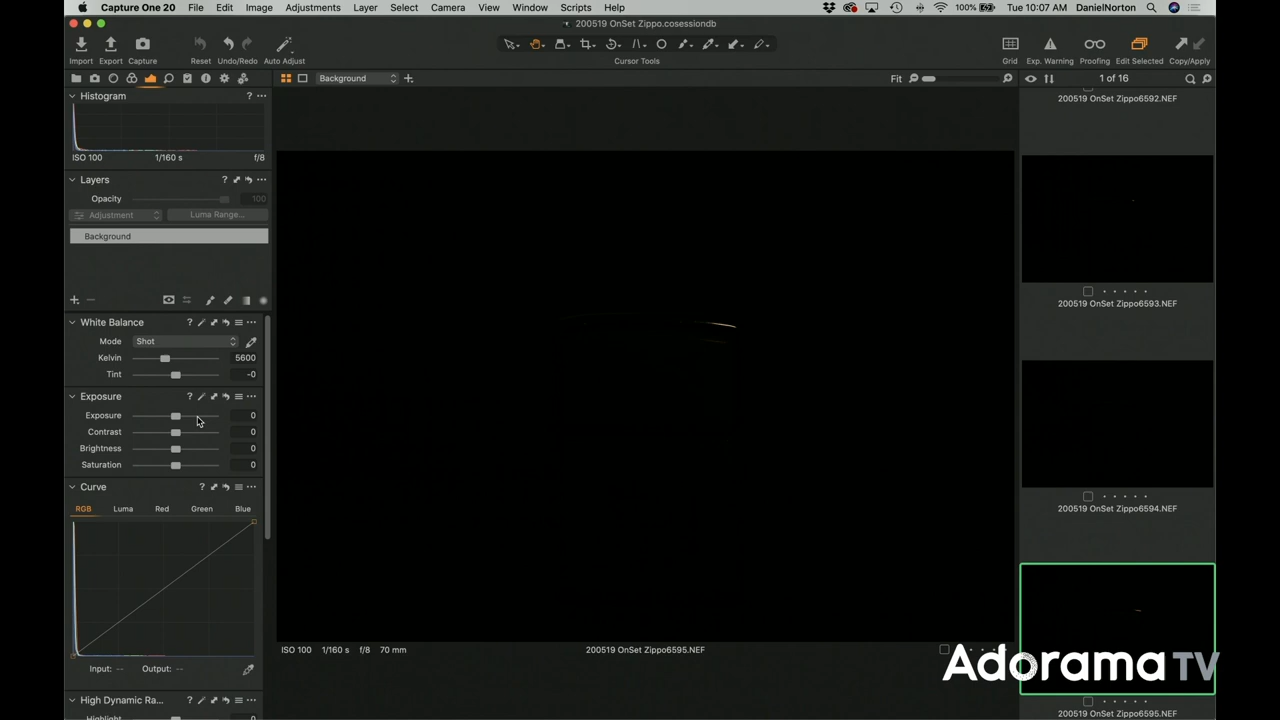 Capture One 20 File Edit Image Adjustments Layer Select Camera View Window Scripts Help 100% Tue 10:07 AM DanielNorton
200519 OnSet Zippo.cosessiondb
Import Export Capture Reset Undo/Redo Auto Adjust Cursor Tools Grid Exp. Warning Proofing Edit Selected Copy/Apply
Background Fit 1 of 16
Histogram ? ...
ISO 100 1/160 s f/8
Layers ? ...
Opacity 100
Adjustment Luma Range...
Background
White Balance ? ...
Mode Shot
Kelvin 5600
Tint -0
Exposure ? ...
Exposure 0
Contrast 0
Brightness 0
Saturation 0
Curve ? ...
RGB Luma Red Green Blue
Input: -- Output: --
High Dynamic Ra... ? ...
Highlight
ISO 100 1/160 s f/8 70 mm 200519 OnSet Zippo6595.NEF
200519 OnSet Zippo6592.NEF
200519 OnSet Zippo6593.NEF
200519 OnSet Zippo6594.NEF
200519 OnSet Zippo6595.NEF
Adorama TV